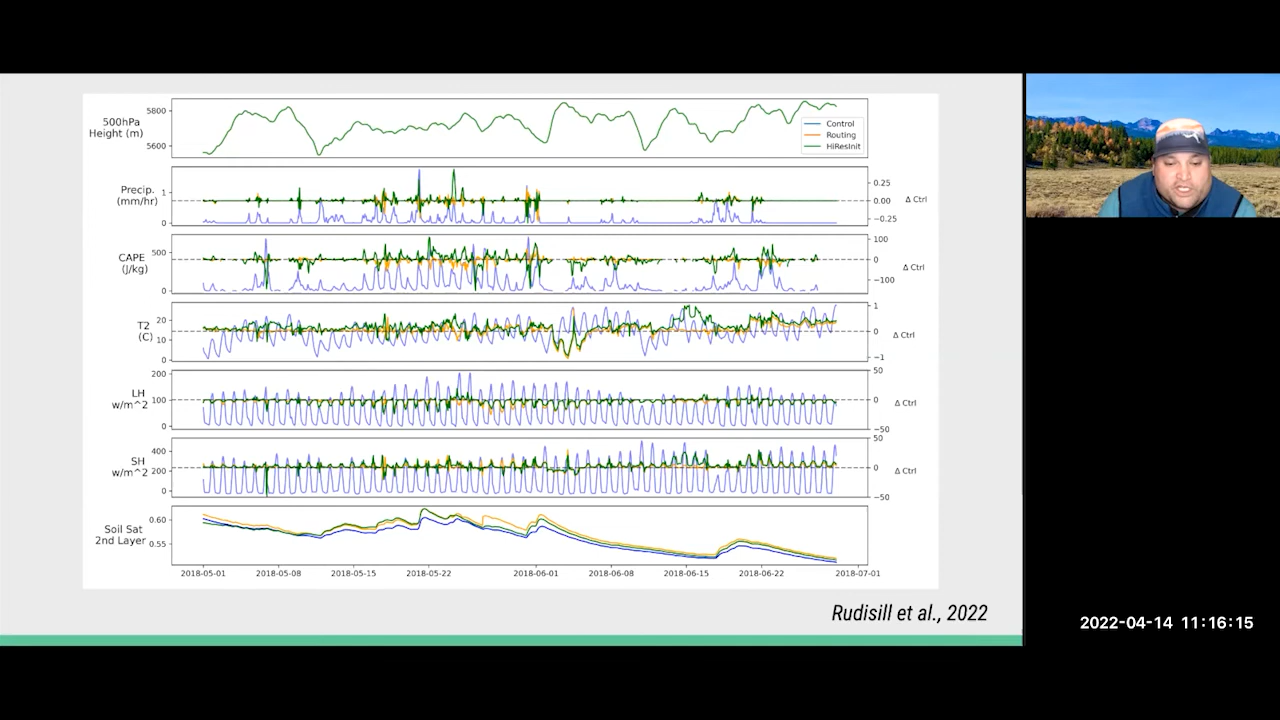 500hPa
Height (m)
5800
5600
Control
Routing
HiResInit
Precip.
(mm/hr)
1
0
0.25
0.00
−0.25
Δ Ctrl
CAPE
(J/kg)
500
0
100
0
−100
Δ Ctrl
T2
(C)
20
10
0
1
0
−1
Δ Ctrl
LH
w/m^2
200
100
0
50
0
−50
Δ Ctrl
SH
w/m^2
400
200
0
50
0
−50
Δ Ctrl
Soil Sat
2nd Layer
0.60
0.55
2018-05-01 2018-05-08 2018-05-15 2018-05-22 2018-06-01 2018-06-08 2018-06-15 2018-06-22 2018-07-01
Rudisill et al., 2022
2022-04-14 11:16:15